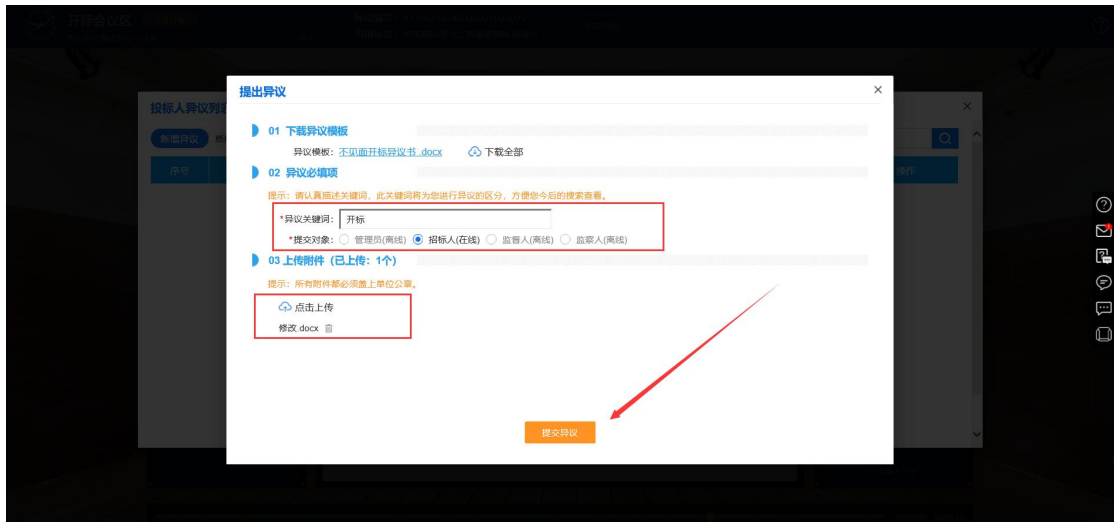 开标会议区
提出异议
投标人异议列表
新增异议
01 下载异议模板
异议模板: 不见面开标异议书.docx 下载全部
序号
操作
02 异议必填项
提示: 请认真描述关键词, 此关键词将为您进行异议的区分, 方便您今后的搜索查看。
*异议关键词: 开标
*提交对象: 管理员(离线) 招标人(在线) 监督人(离线) 监察人(离线)
03 上传附件 (已上传: 1个)
提示: 所有附件都必须盖上单位公章。
点击上传
修改.docx
提交异议